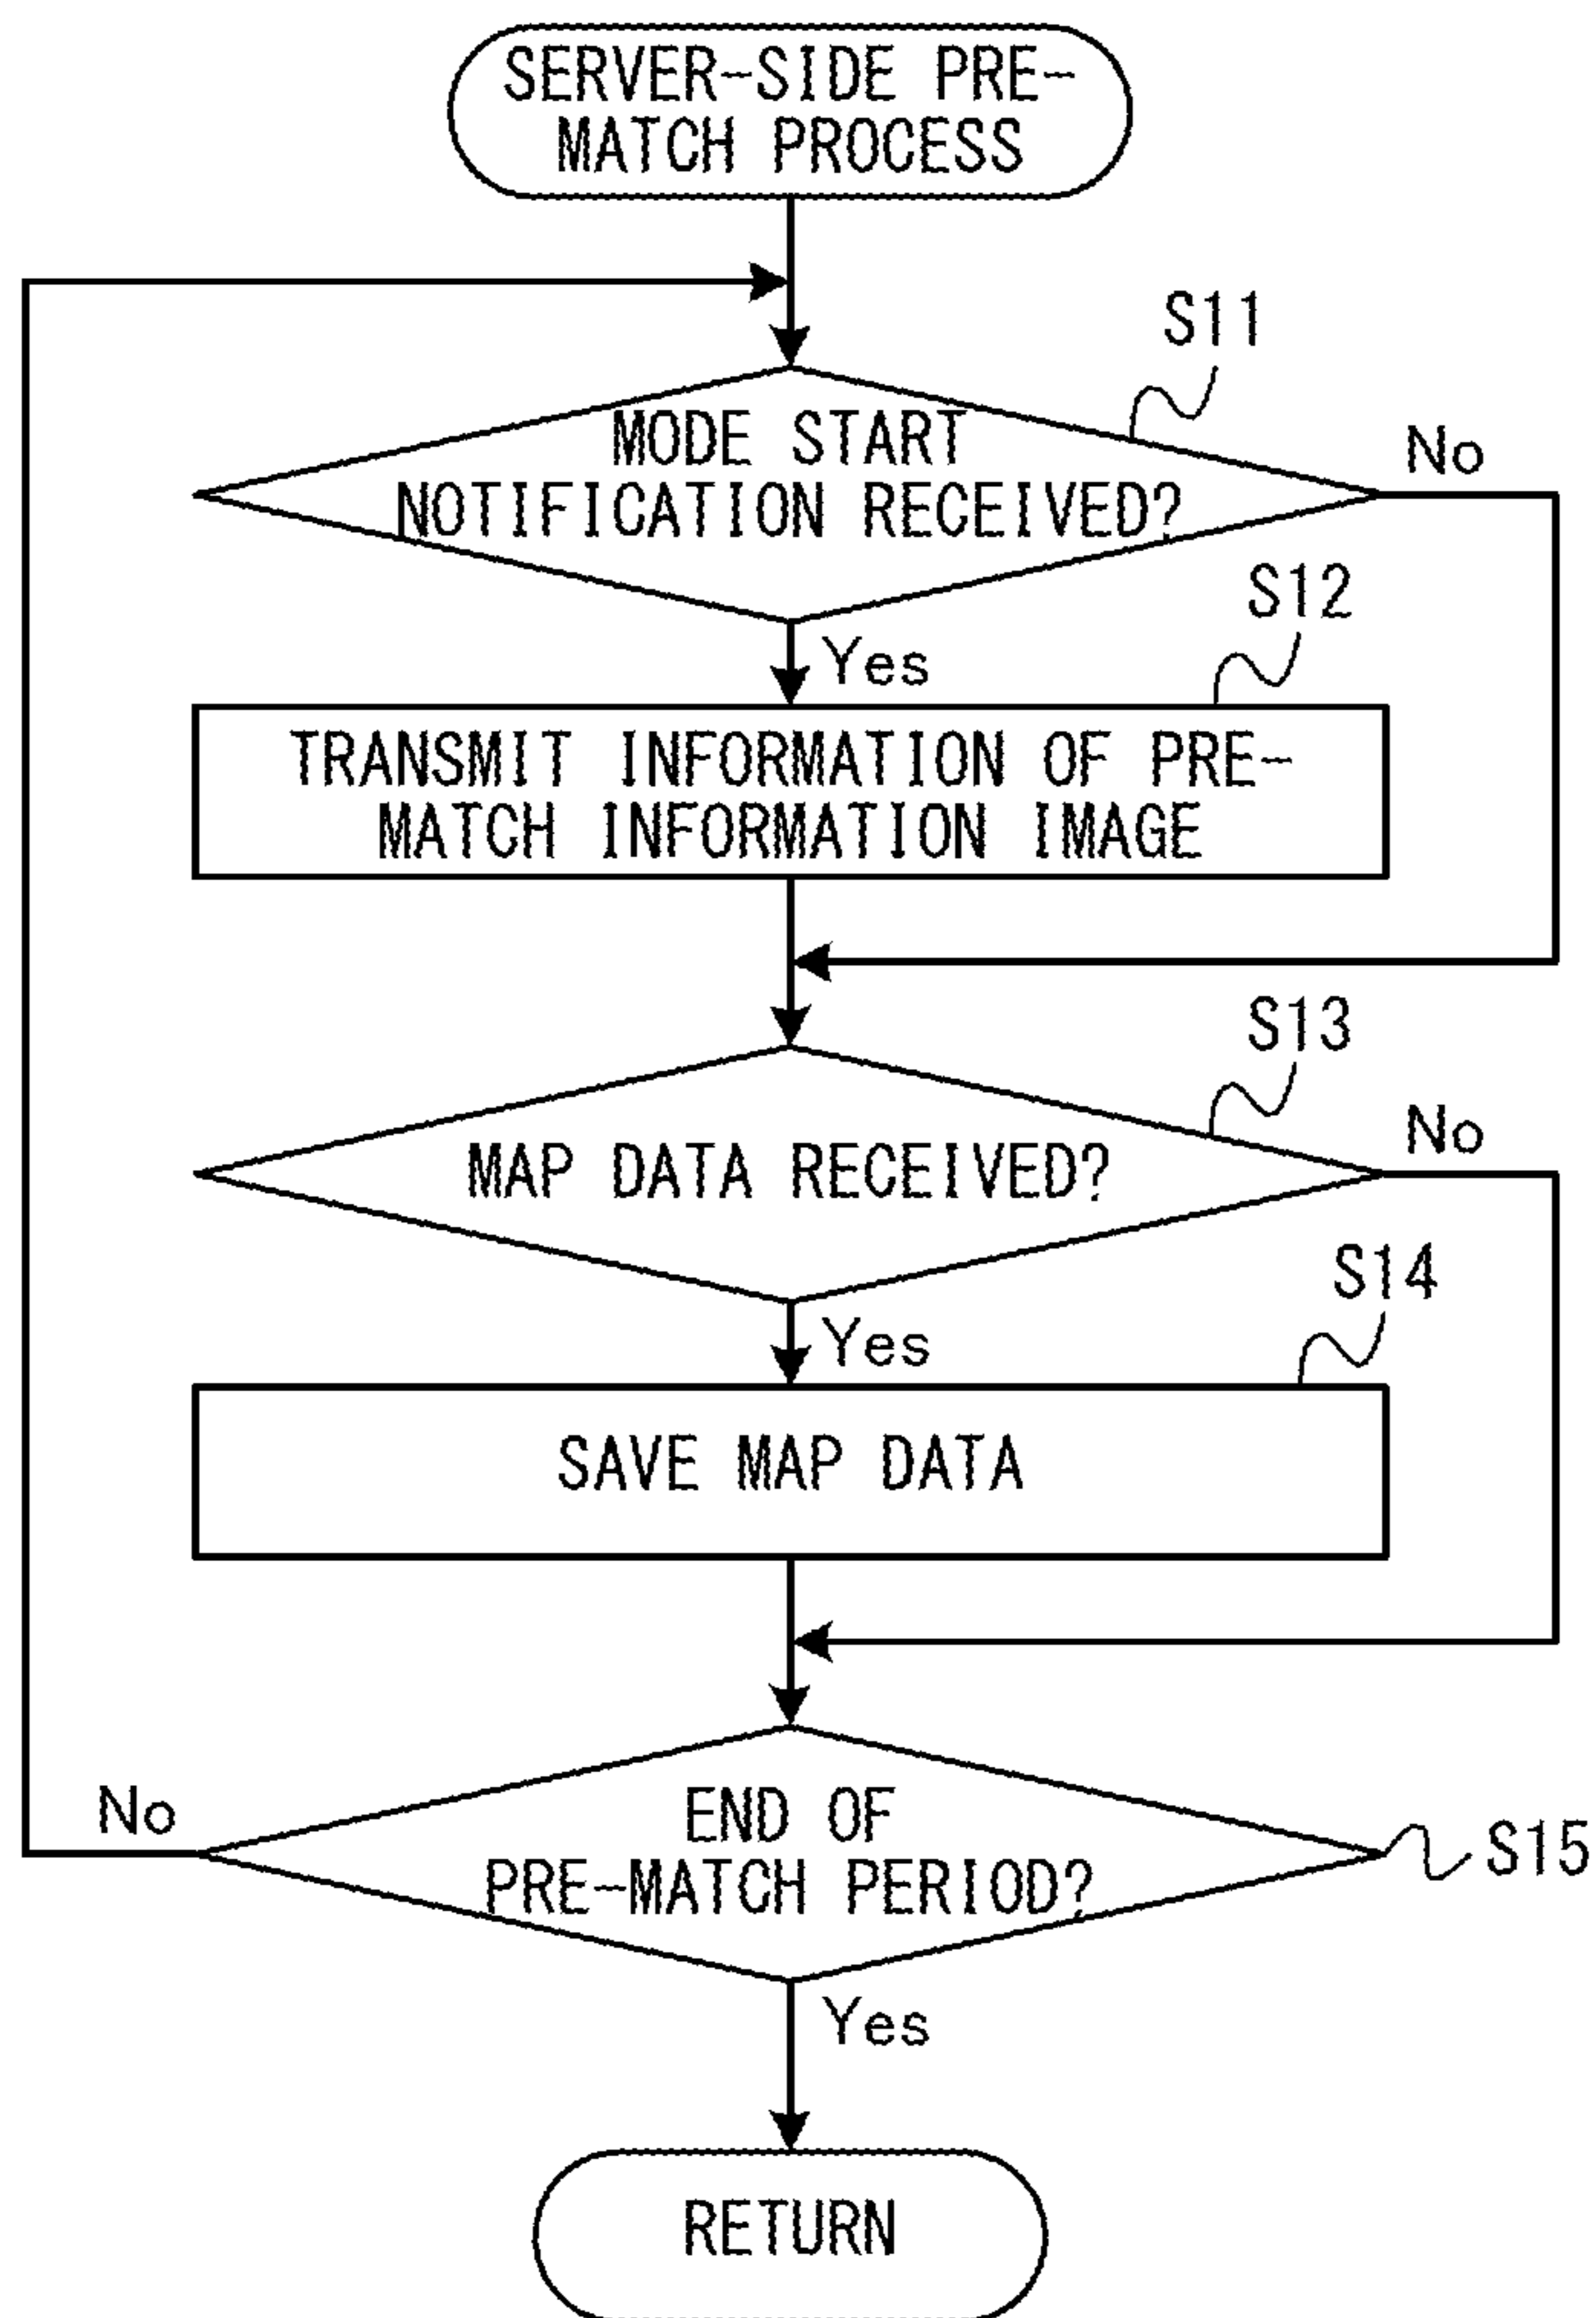 SERVER-SIDE PRE-
MATCH PROCESS
S11
MODE START
NOTIFICATION RECEIVED?
No
S12
Yes
TRANSMIT INFORMATION OF PRE-
MATCH INFORMATION IMAGE
S13
MAP DATA RECEIVED?
No
S14
Yes
SAVE MAP DATA
No
END OF
PRE-MATCH PERIOD?
S15
Yes
RETURN